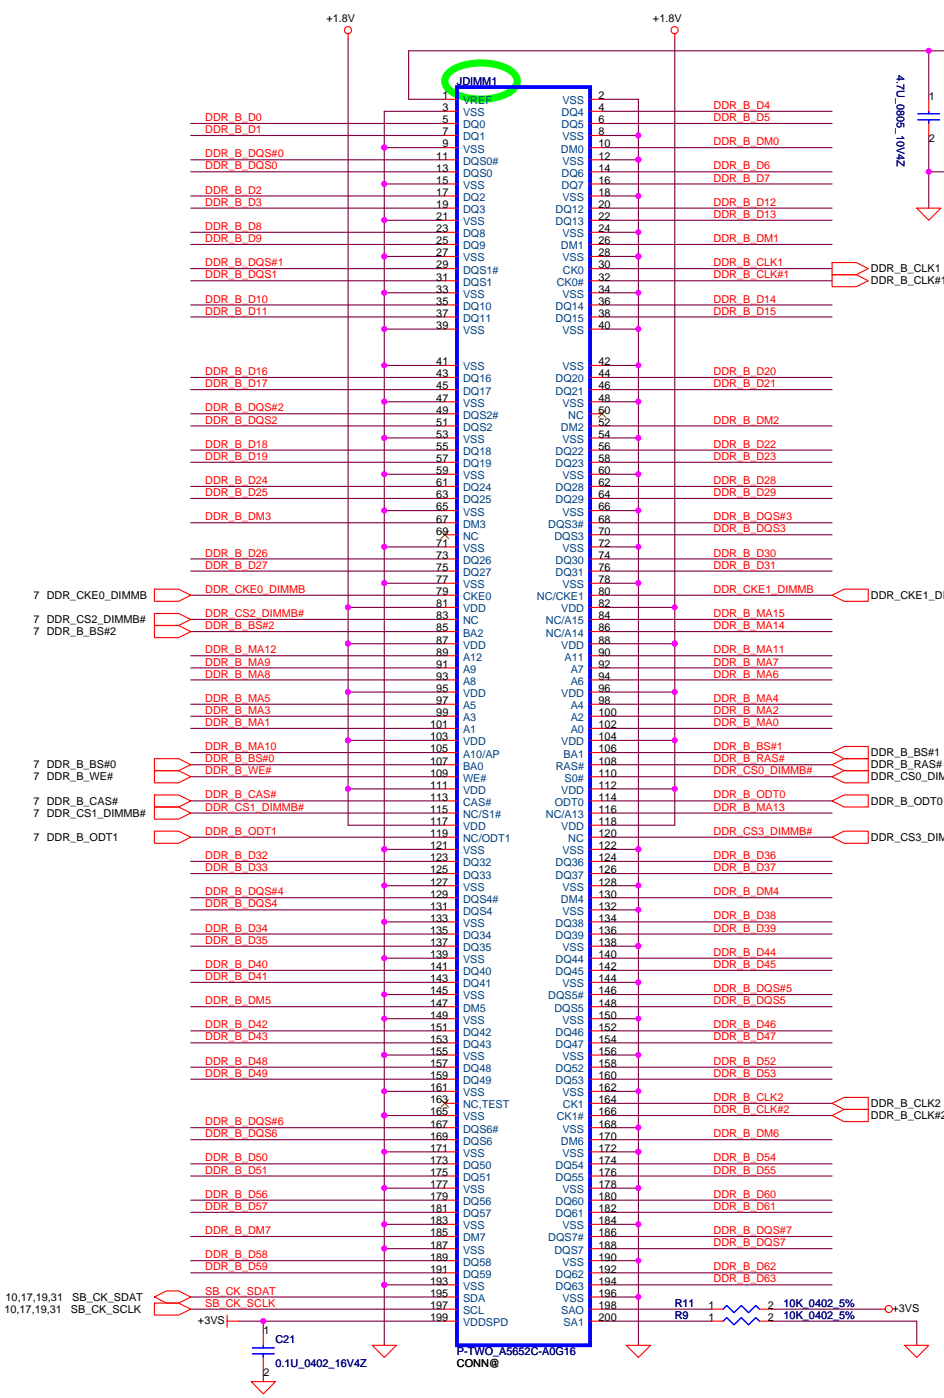 +1.8V +1.8V
JDIMM1
4.7U_0805_10V4Z
1
2
1 VREF VSS 2
3 VSS DQ4 4 DDR_B_D4
DDR_B_D0 5 DQ0 DQ5 6 DDR_B_D5
DDR_B_D1 7 DQ1 VSS 8
9 VSS DM0 10 DDR_B_DM0
DDR_B_DQS#0 11 DQS0# VSS 12
DDR_B_DQS0 13 DQS0 DQ6 14 DDR_B_D6
15 VSS DQ7 16 DDR_B_D7
DDR_B_D2 17 DQ2 VSS 18
DDR_B_D3 19 DQ3 DQ12 20 DDR_B_D12
21 VSS DQ13 22 DDR_B_D13
DDR_B_D8 23 DQ8 VSS 24
DDR_B_D9 25 DQ9 DM1 26 DDR_B_DM1
27 VSS VSS 28
DDR_B_DQS#1 29 DQS1# CK0 30 DDR_B_CLK1 DDR_B_CLK1
DDR_B_DQS1 31 DQS1 CK0# 32 DDR_B_CLK#1 DDR_B_CLK#1
33 VSS VSS 34
DDR_B_D10 35 DQ10 DQ14 36 DDR_B_D14
DDR_B_D11 37 DQ11 DQ15 38 DDR_B_D15
39 VSS VSS 40
41 VSS VSS 42
DDR_B_D16 43 DQ16 DQ20 44 DDR_B_D20
DDR_B_D17 45 DQ17 DQ21 46 DDR_B_D21
47 VSS VSS 48
DDR_B_DQS#2 49 DQS2# NC 50
DDR_B_DQS2 51 DQS2 DM2 52 DDR_B_DM2
53 VSS VSS 54
DDR_B_D18 55 DQ18 DQ22 56 DDR_B_D22
DDR_B_D19 57 DQ19 DQ23 58 DDR_B_D23
59 VSS VSS 60
DDR_B_D24 61 DQ24 DQ28 62 DDR_B_D28
DDR_B_D25 63 DQ25 DQ29 64 DDR_B_D29
65 VSS VSS 66
DDR_B_DM3 67 DM3 DQS3# 68 DDR_B_DQS#3
69 NC DQS3 70 DDR_B_DQS3
71 VSS VSS 72
DDR_B_D26 73 DQ26 DQ30 74 DDR_B_D30
DDR_B_D27 75 DQ27 DQ31 76 DDR_B_D31
77 VSS VSS 78
7 DDR_CKE0_DIMMB DDR_CKE0_DIMMB 79 CKE0 NC/CKE1 80 DDR_CKE1_DIMMB DDR_CKE1_DI
81 VDD VDD 82
7 DDR_CS2_DIMMB# DDR_CS2_DIMMB# 83 NC NC/A15 84 DDR_B_MA15
7 DDR_B_BS#2 DDR_B_BS#2 85 BA2 NC/A14 86 DDR_B_MA14
87 VDD VDD 88
DDR_B_MA12 89 A12 A11 90 DDR_B_MA11
DDR_B_MA9 91 A9 A7 92 DDR_B_MA7
DDR_B_MA8 93 A8 A6 94 DDR_B_MA6
95 VDD VDD 96
DDR_B_MA5 97 A5 A4 98 DDR_B_MA4
DDR_B_MA3 99 A3 A2 100 DDR_B_MA2
DDR_B_MA1 101 A1 A0 102 DDR_B_MA0
103 VDD VDD 104
DDR_B_MA10 105 A10/AP BA1 106 DDR_B_BS#1 DDR_B_BS#1
7 DDR_B_BS#0 DDR_B_BS#0 107 BA0 RAS# 108 DDR_B_RAS# DDR_B_RAS#
7 DDR_B_WE# DDR_B_WE# 109 WE# S0# 110 DDR_CS0_DIMMB# DDR_CS0_DIM
111 VDD VDD 112
7 DDR_B_CAS# DDR_B_CAS# 113 CAS# ODT0 114 DDR_B_ODT0 DDR_B_ODT0
7 DDR_CS1_DIMMB# DDR_CS1_DIMMB# 115 NC/S1# NC/A13 116 DDR_B_MA13
117 VDD VDD 118
7 DDR_B_ODT1 DDR_B_ODT1 119 NC/ODT1 NC 120 DDR_CS3_DIMMB# DDR_CS3_DIM
121 VSS VSS 122
DDR_B_D32 123 DQ32 DQ36 124 DDR_B_D36
DDR_B_D33 125 DQ33 DQ37 126 DDR_B_D37
127 VSS VSS 128
DDR_B_DQS#4 129 DQS4# DM4 130 DDR_B_DM4
DDR_B_DQS4 131 DQS4 VSS 132
133 VSS DQ38 134 DDR_B_D38
DDR_B_D34 135 DQ34 DQ39 136 DDR_B_D39
DDR_B_D35 137 DQ35 VSS 138
139 VSS DQ44 140 DDR_B_D44
DDR_B_D40 141 DQ40 DQ45 142 DDR_B_D45
DDR_B_D41 143 DQ41 VSS 144
145 VSS DQS5# 146 DDR_B_DQS#5
DDR_B_DM5 147 DM5 DQS5 148 DDR_B_DQS5
149 VSS VSS 150
DDR_B_D42 151 DQ42 DQ46 152 DDR_B_D46
DDR_B_D43 153 DQ43 DQ47 154 DDR_B_D47
155 VSS VSS 156
DDR_B_D48 157 DQ48 DQ52 158 DDR_B_D52
DDR_B_D49 159 DQ49 DQ53 160 DDR_B_D53
161 VSS VSS 162
163 NC,TEST CK1 164 DDR_B_CLK2 DDR_B_CLK2
165 VSS CK1# 166 DDR_B_CLK#2 DDR_B_CLK#2
DDR_B_DQS#6 167 DQS6# VSS 168
DDR_B_DQS6 169 DQS6 DM6 170 DDR_B_DM6
171 VSS VSS 172
DDR_B_D50 173 DQ50 DQ54 174 DDR_B_D54
DDR_B_D51 175 DQ51 DQ55 176 DDR_B_D55
177 VSS VSS 178
DDR_B_D56 179 DQ56 DQ60 180 DDR_B_D60
DDR_B_D57 181 DQ57 DQ61 182 DDR_B_D61
183 VSS VSS 184
DDR_B_DM7 185 DM7 DQS7# 186 DDR_B_DQS#7
187 VSS DQS7 188 DDR_B_DQS7
DDR_B_D58 189 DQ58 VSS 190
DDR_B_D59 191 DQ59 DQ62 192 DDR_B_D62
193 VSS DQ63 194 DDR_B_D63
10,17,19,31 SB_CK_SDAT SB_CK_SDAT 195 SDA VSS 196
10,17,19,31 SB_CK_SCLK SB_CK_SCLK 197 SCL SAO 198 R11 1 2 10K_0402_5% +3VS
+3VS 199 VDDSPD SA1 200 R9 1 2 10K_0402_5%
1
C21
0.1U_0402_16V4Z
2
P-TWO_A5652C-A0G16
CONN@